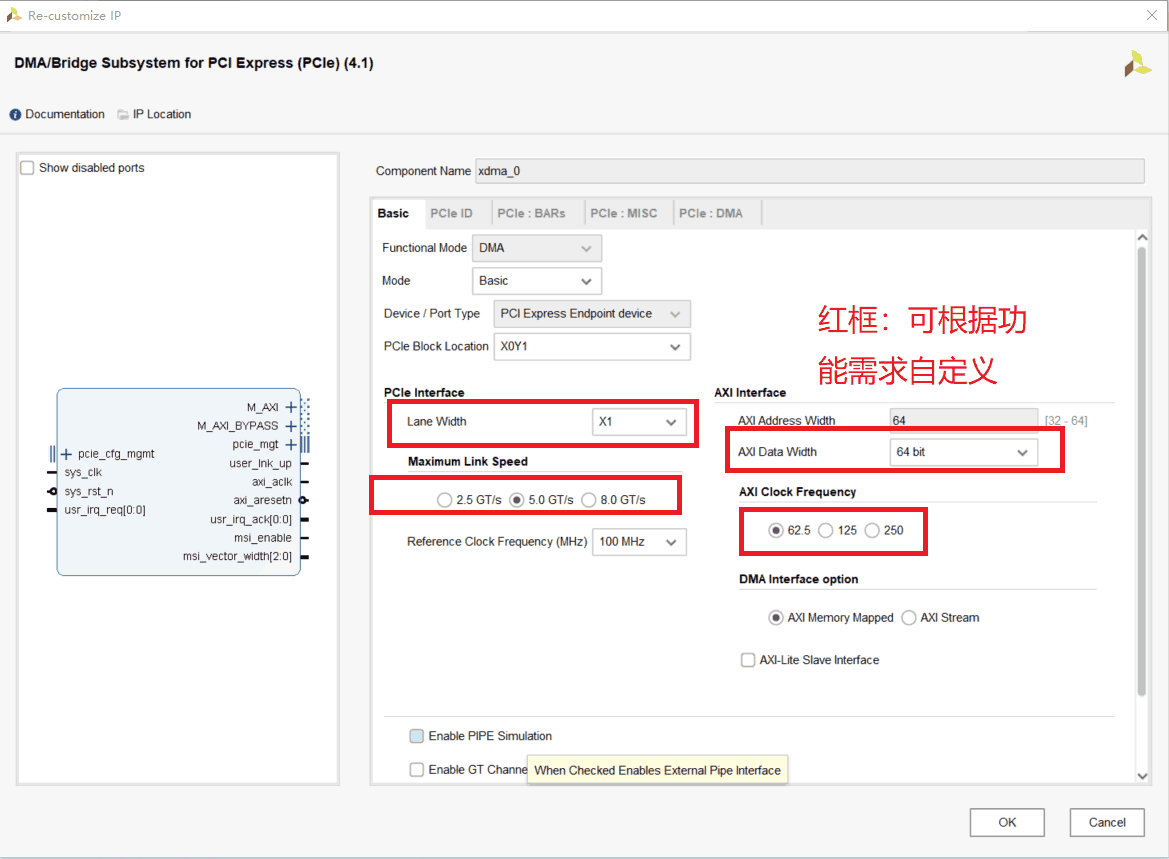 Re-customize IP
DMA/Bridge Subsystem for PCI Express (PCIe) (4.1)
Documentation IP Location
Show disabled ports
M_AXI
M_AXI_BYPASS
pcie_mgt
pcie_cfg_mgmt
user_lnk_up
sys_clk
axi_aclk
sys_rst_n
axi_aresetn
usr_irq_req[0:0]
usr_irq_ack[0:0]
msi_enable
msi_vector_width[2:0]
Component Name xdma_0
Basic PCIe ID PCIe : BARs PCIe : MISC PCIe : DMA
Functional Mode DMA
Mode Basic
Device / Port Type PCI Express Endpoint device
PCIe Block Location X0Y1
红框：可根据功
能需求自定义
PCIe Interface
Lane Width X1
Maximum Link Speed
2.5 GT/s 5.0 GT/s 8.0 GT/s
Reference Clock Frequency (MHz) 100 MHz
AXI Interface
AXI Address Width 64 [32 - 64]
AXI Data Width 64 bit
AXI Clock Frequency
62.5 125 250
DMA Interface option
AXI Memory Mapped AXI Stream
AXI-Lite Slave Interface
Enable PIPE Simulation
Enable GT Channe
When Checked Enables External Pipe Interface
OK Cancel